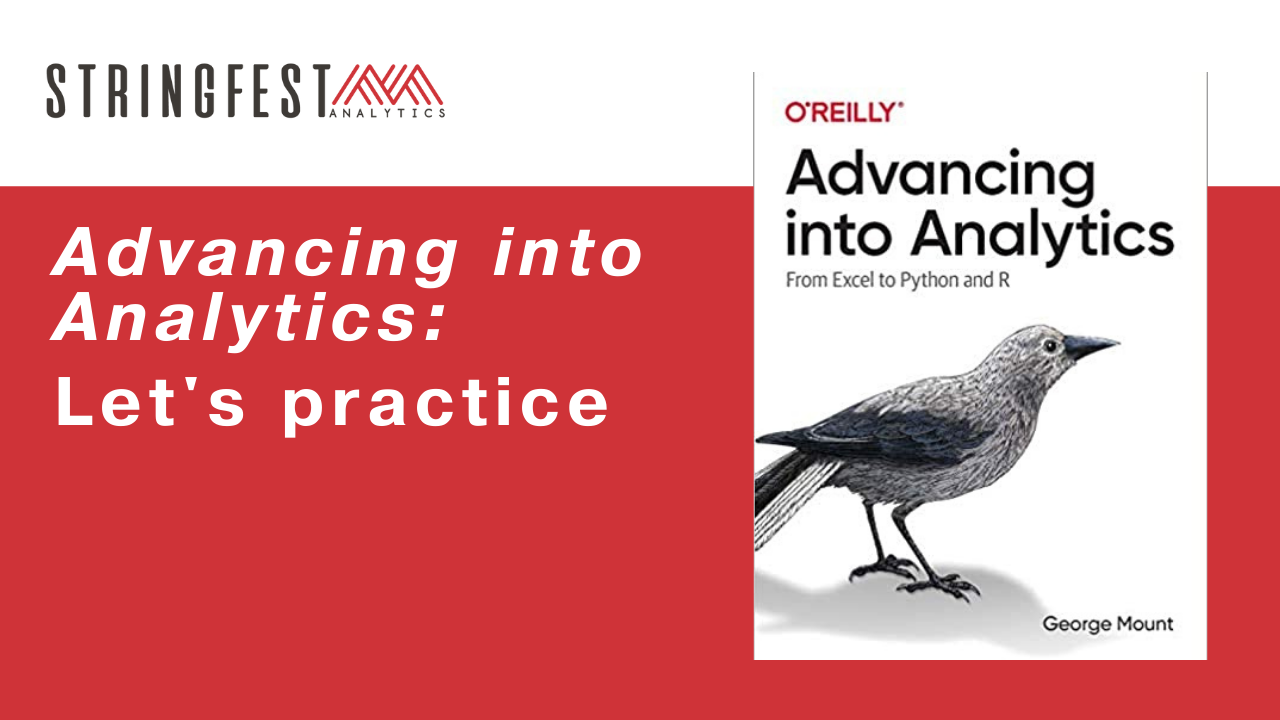 STRINGFEST
ANALYTICS
Advancing into
Analytics:
Let's practice
O'REILLY®
Advancing
into Analytics
From Excel to Python and R
George Mount